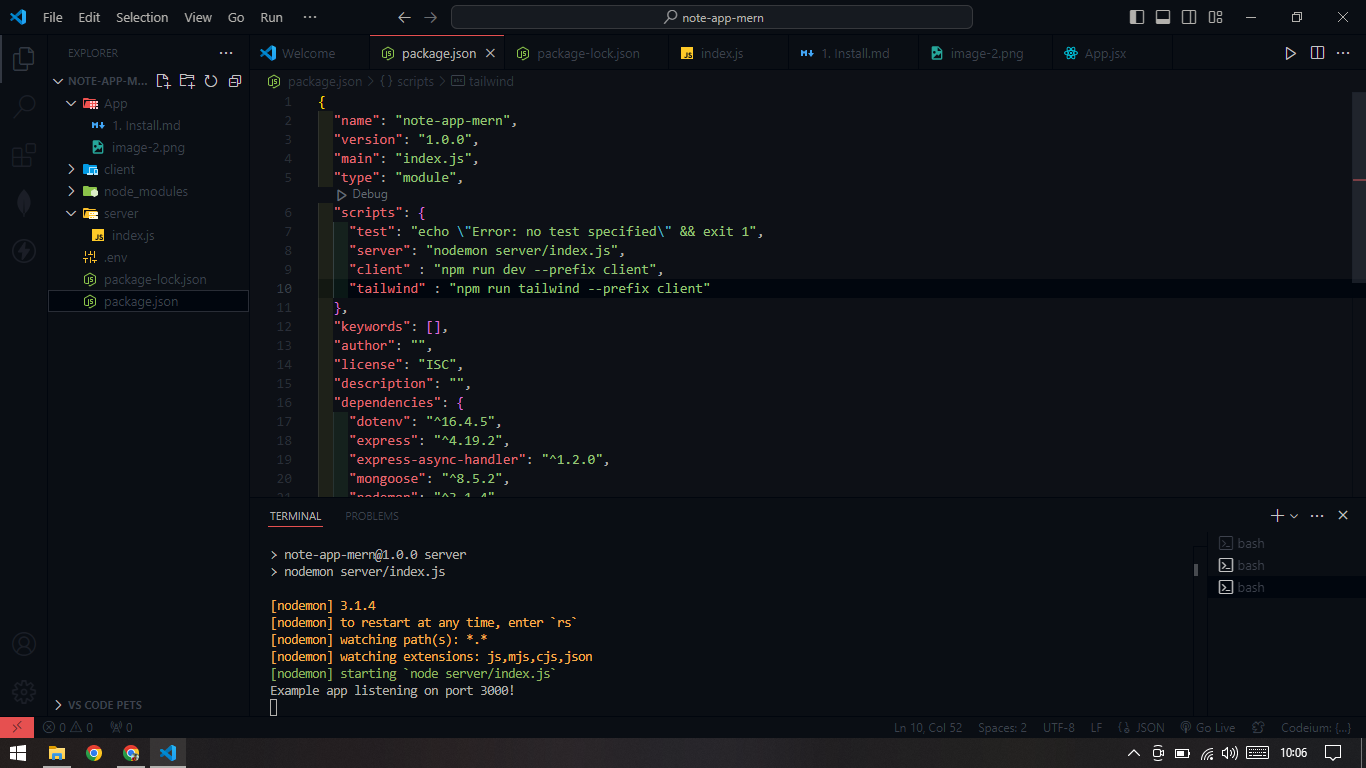 File Edit Selection View Go Run ···
note-app-mern
EXPLORER
NOTE-APP-M...
App
1. Install.md
image-2.png
client
node_modules
server
index.js
.env
package-lock.json
package.json
VS CODE PETS
Welcome
package.json
package-lock.json
index.js
1. Install.md
image-2.png
App.jsx
package.json > {} scripts > tailwind
1 {
2 "name": "note-app-mern",
3 "version": "1.0.0",
4 "main": "index.js",
5 "type": "module",
Debug
6 "scripts": {
7 "test": "echo \"Error: no test specified\" && exit 1",
8 "server": "nodemon server/index.js",
9 "client" : "npm run dev --prefix client",
10 "tailwind" : "npm run tailwind --prefix client"
11 },
12 "keywords": [],
13 "author": "",
14 "license": "ISC",
15 "description": "",
16 "dependencies": {
17 "dotenv": "^16.4.5",
18 "express": "^4.19.2",
19 "express-async-handler": "^1.2.0",
20 "mongoose": "^8.5.2",
21 "nodemon": "^3.1.4"
TERMINAL PROBLEMS
> note-app-mern@1.0.0 server
> nodemon server/index.js
[nodemon] 3.1.4
[nodemon] to restart at any time, enter `rs`
[nodemon] watching path(s): *.*
[nodemon] watching extensions: js,mjs,cjs,json
[nodemon] starting `node server/index.js`
Example app listening on port 3000!
bash
bash
bash
0 0 0
Ln 10, Col 52 Spaces: 2 UTF-8 LF {} JSON Go Live Codeium: {...}
10:06